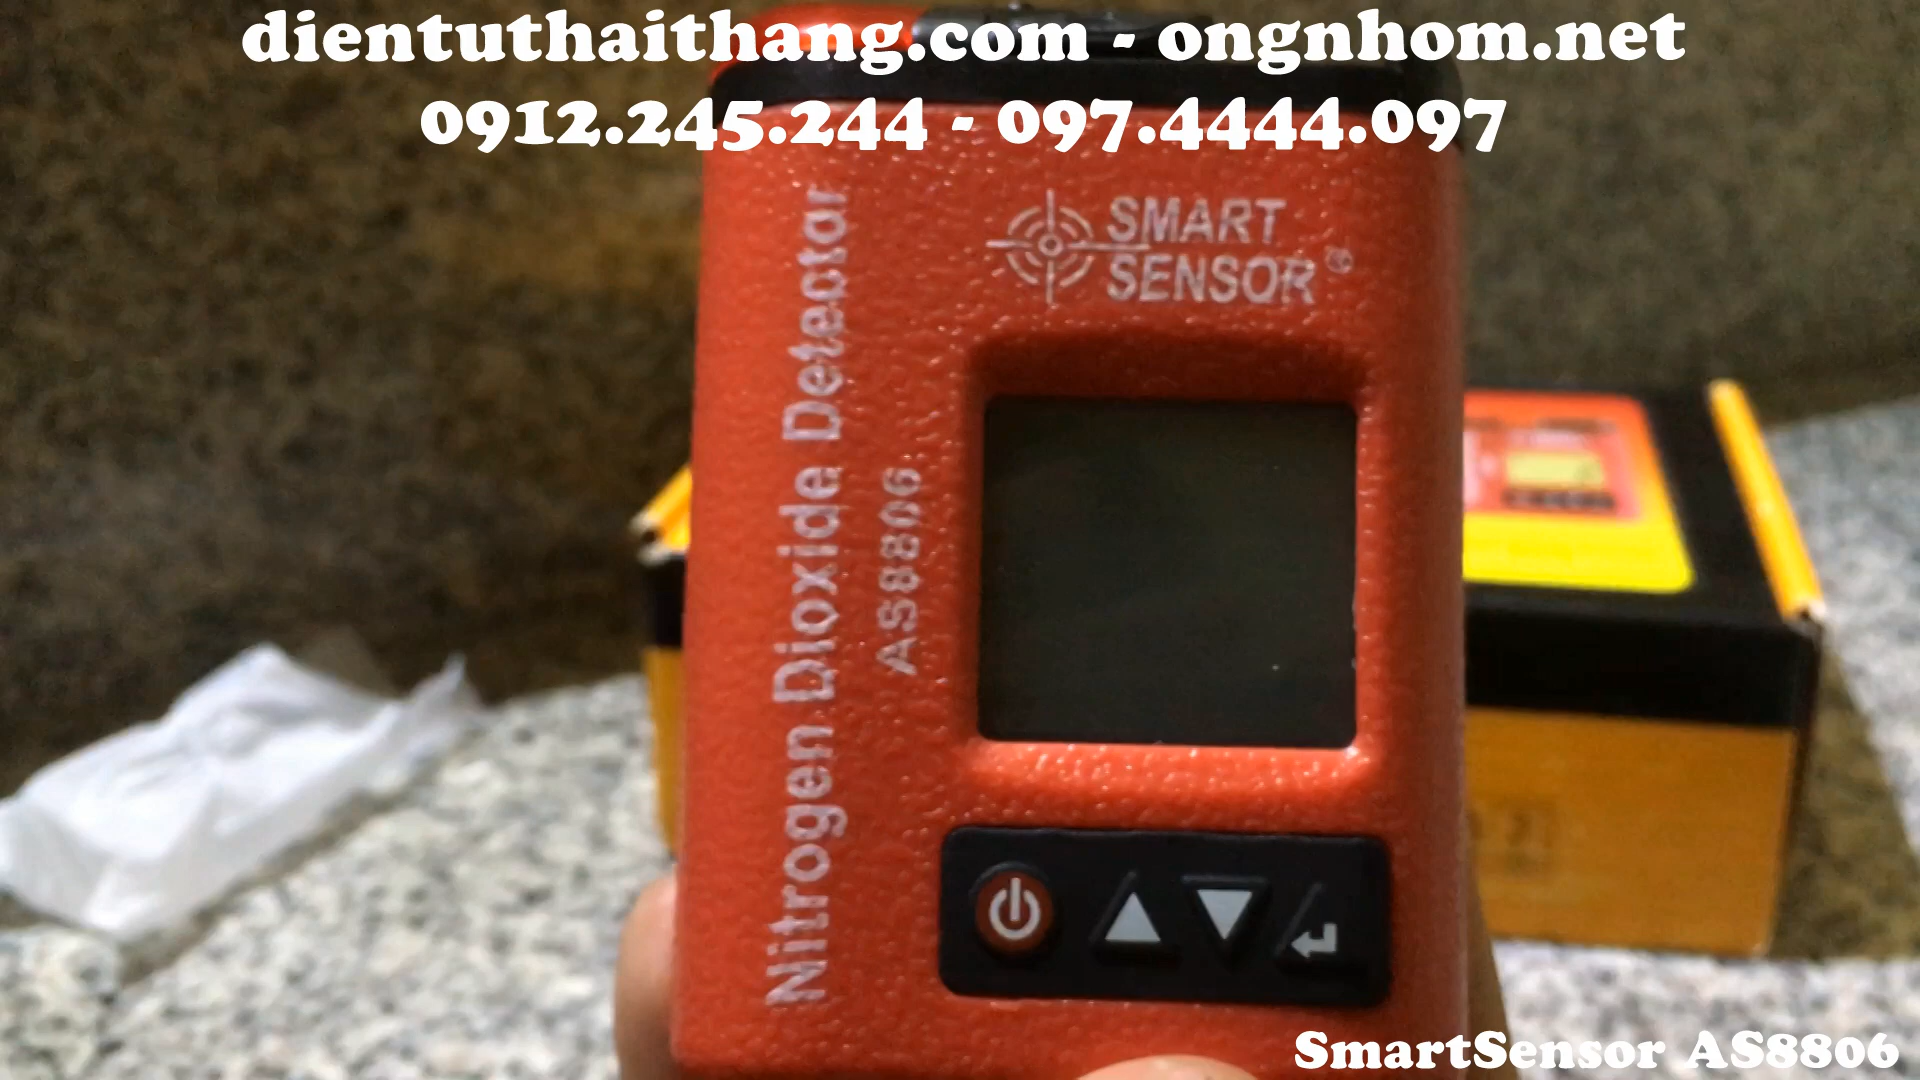 dientuthaithang.com - ongnhom.net
0912.245.244 - 097.4444.097
SMART
SENSOR®
Nitrogen Dioxide Detector
AS8806
SmartSensor AS8806